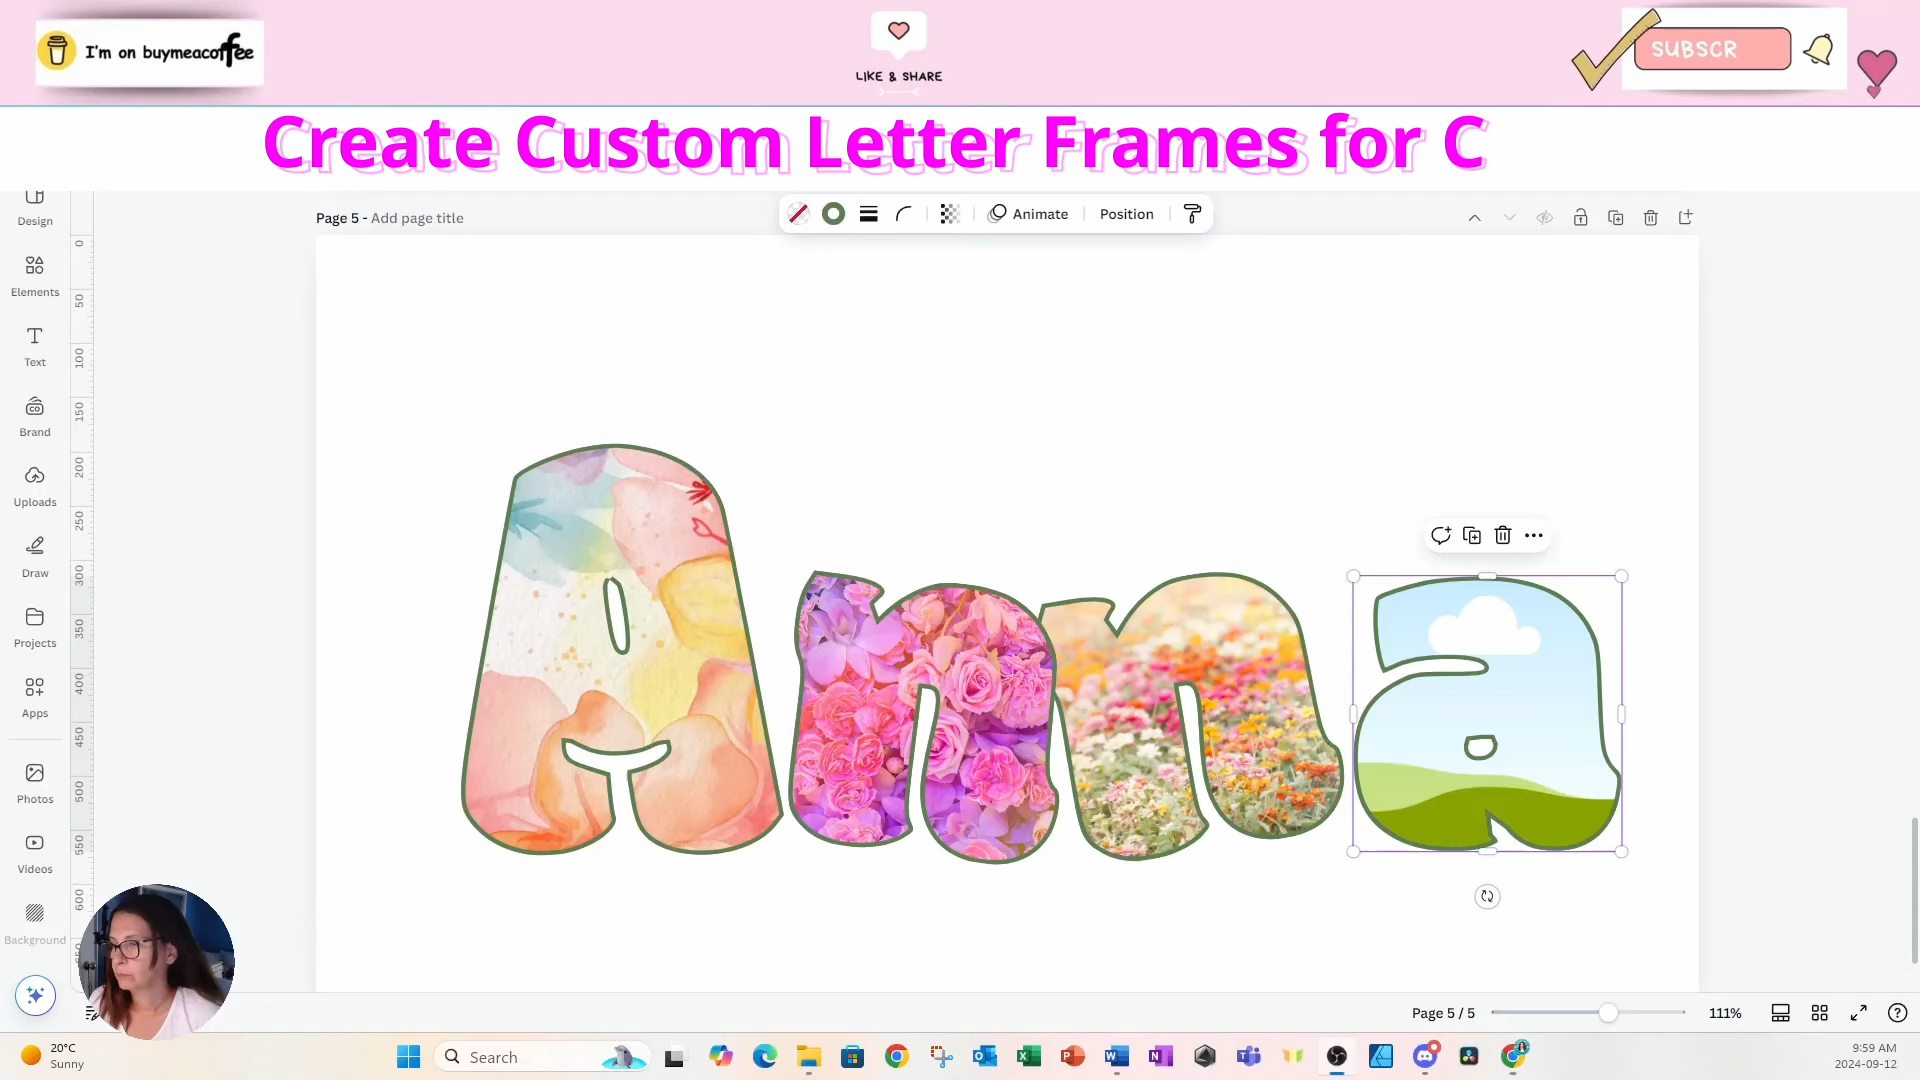 I'm on buymeacoffee
LIKE & SHARE
SUBSCR
Create Custom Letter Frames for C
Design
Elements
Text
Brand
Uploads
Draw
Projects
Apps
Photos
Videos
Background
Page 5 - Add page title
Animate
Position
0
50
100
150
200
250
300
350
400
450
500
550
600
Anna
Page 5 / 5
111%
20°C
Sunny
Search
9:59 AM
2024-09-12